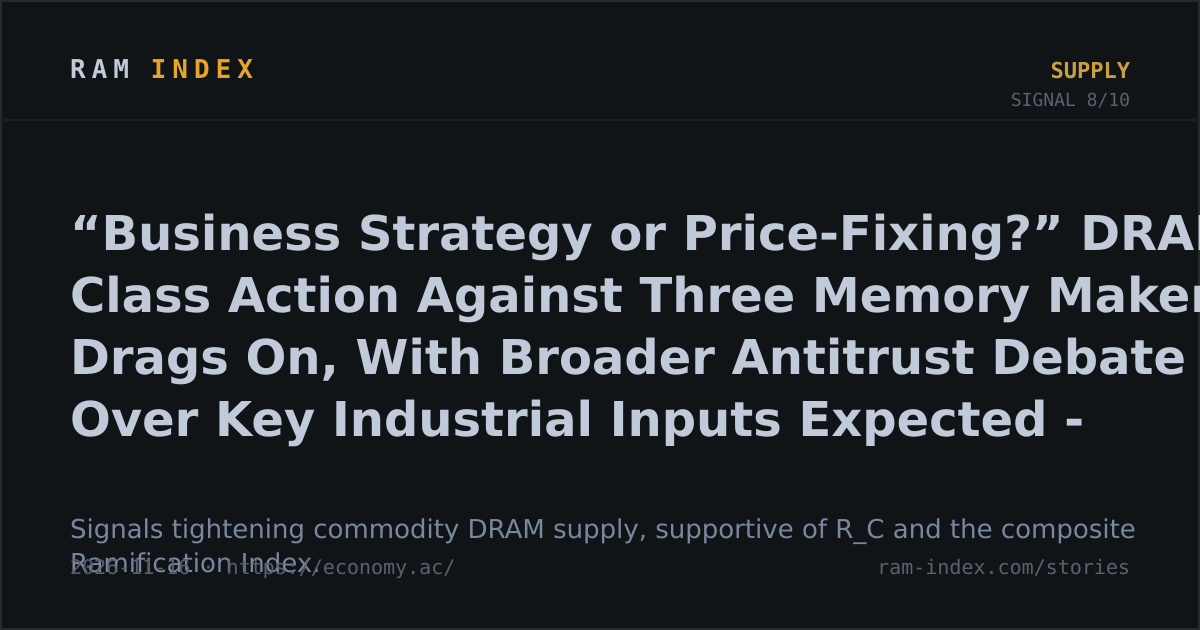 RAM INDEX
SUPPLY
SIGNAL 8/10
“Business Strategy or Price-Fixing?” DRA
Class Action Against Three Memory Maker
Drags On, With Broader Antitrust Debate
Over Key Industrial Inputs Expected -
Signals tightening commodity DRAM supply, supportive of R_C and the composite
Ramification Index.
· https://economy.ac/
ram-index.com/stories